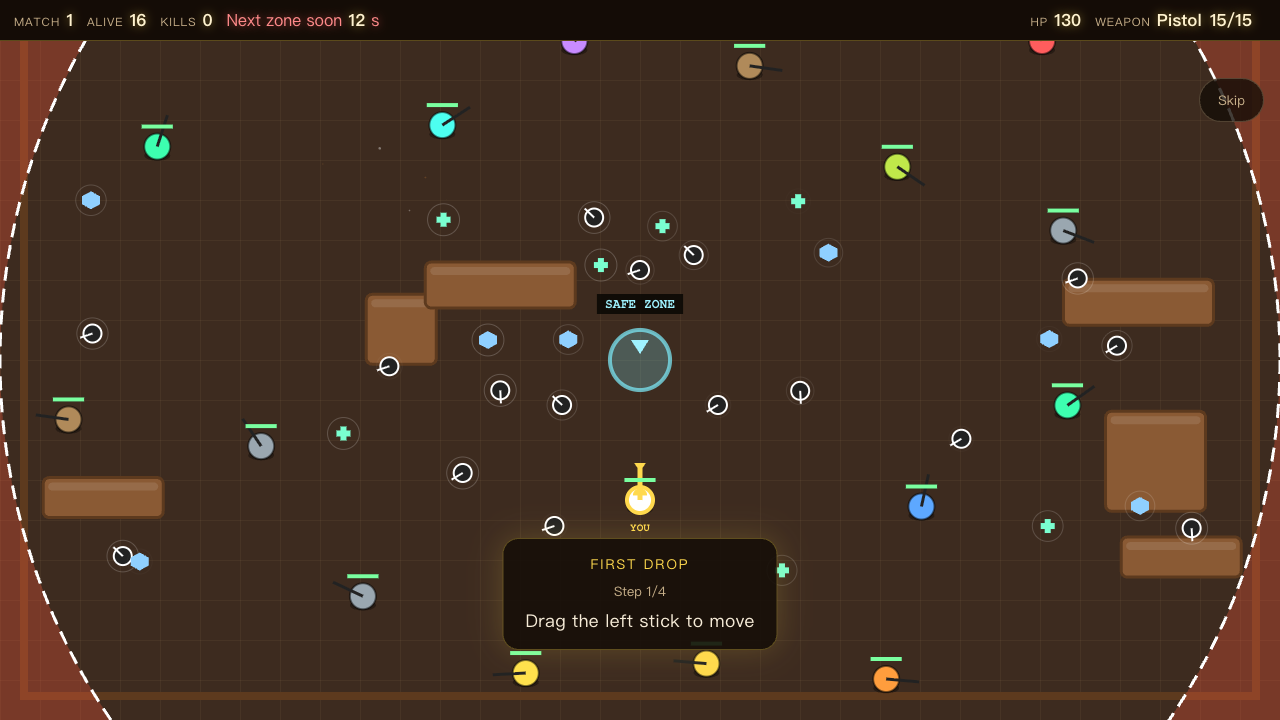 MATCH 1 ALIVE 16 KILLS 0 Next zone soon 12 s
HP 130 WEAPON Pistol 15/15
Skip
SAFE ZONE
YOU
FIRST DROP
Step 1/4
Drag the left stick to move